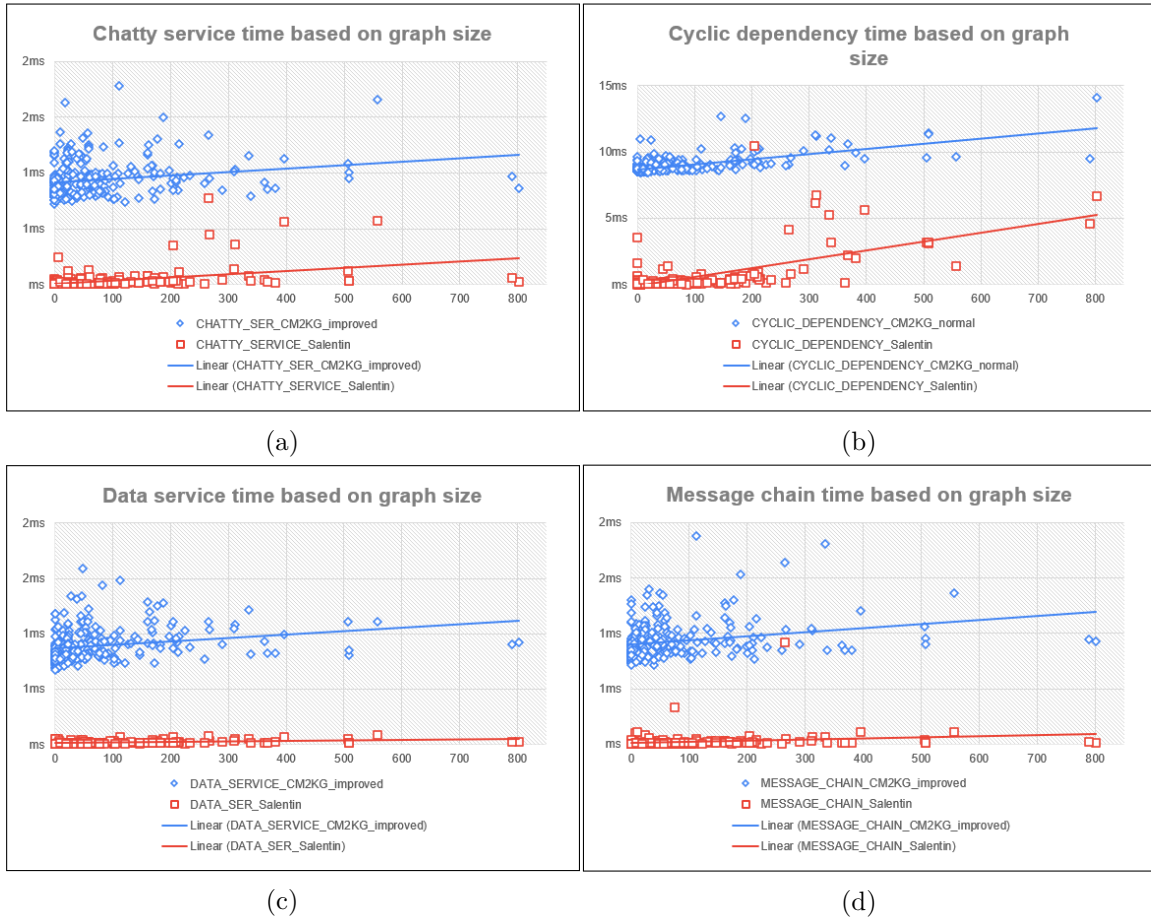 Chatty service time based on graph size
2ms
2ms
1ms
1ms
ms
0 100 200 300 400 500 600 700 800
CHATTY_SER_CM2KG_improved
CHATTY_SERVICE_Salentin
Linear (CHATTY_SER_CM2KG_improved)
Linear (CHATTY_SERVICE_Salentin)
(a)
Cyclic dependency time based on graph
size
15ms
10ms
5ms
ms
0 100 200 300 400 500 600 700 800
CYCLIC_DEPENDENCY_CM2KG_normal
CYCLIC_DEPENDENCY_Salentin
Linear (CYCLIC_DEPENDENCY_CM2KG_normal)
Linear (CYCLIC_DEPENDENCY_Salentin)
(b)
Data service time based on graph size
2ms
2ms
1ms
1ms
ms
0 100 200 300 400 500 600 700 800
DATA_SERVICE_CM2KG_improved
DATA_SER_Salentin
Linear (DATA_SERVICE_CM2KG_improved)
Linear (DATA_SER_Salentin)
(c)
Message chain time based on graph size
2ms
2ms
1ms
1ms
ms
0 100 200 300 400 500 600 700 800
MESSAGE_CHAIN_CM2KG_improved
MESSAGE_CHAIN_Salentin
Linear (MESSAGE_CHAIN_CM2KG_improved)
Linear (MESSAGE_CHAIN_Salentin)
(d)